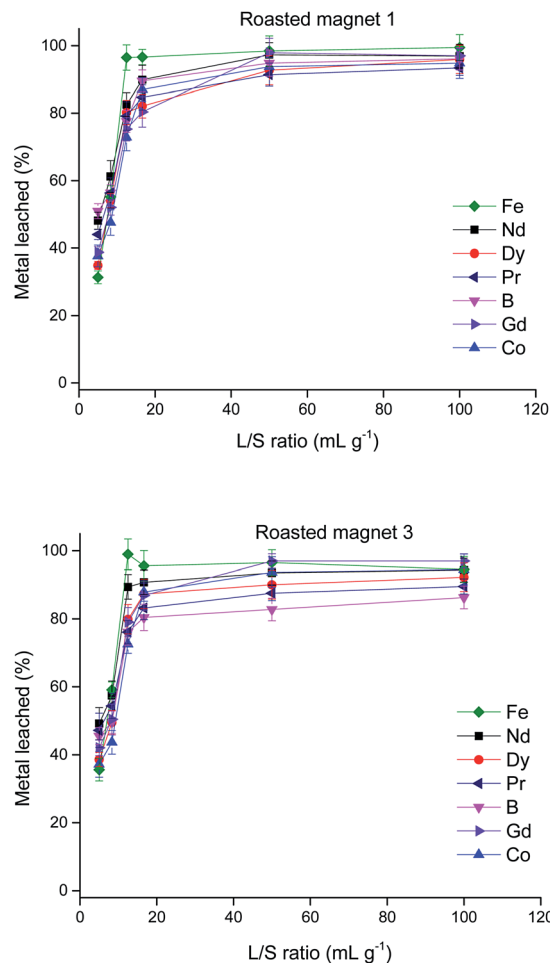 Roasted magnet 1
100
80
60
40
20
0
Metal leached (%)
Fe
Nd
Dy
Pr
B
Gd
Co
0 20 40 60 80 100 120
L/S ratio (mL g⁻¹)
Roasted magnet 3
100
80
60
40
20
0
Metal leached (%)
Fe
Nd
Dy
Pr
B
Gd
Co
0 20 40 60 80 100 120
L/S ratio (mL g⁻¹)